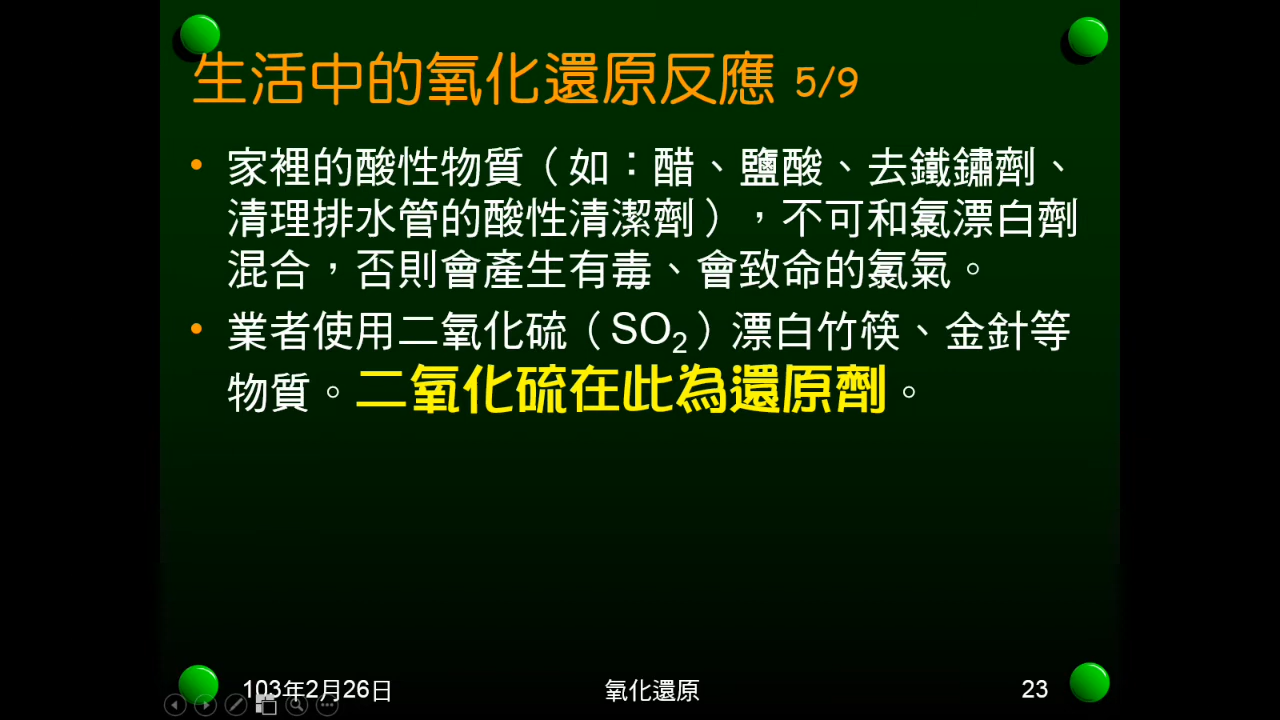 生活中的氧化還原反應 5/9
• 家裡的酸性物質（如：醋、鹽酸、去鐵鏽劑、
清理排水管的酸性清潔劑），不可和氯漂白劑
混合，否則會產生有毒、會致命的氯氣。
• 業者使用二氧化硫（SO₂）漂白竹筷、金針等
物質。二氧化硫在此為還原劑。
103年2月26日
氧化還原
23